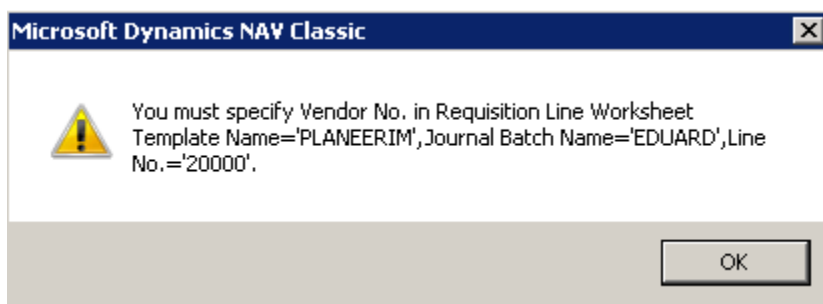 Microsoft Dynamics NAV Classic
You must specify Vendor No. in Requisition Line Worksheet
Template Name='PLANEERIM',Journal Batch Name='EDUARD',Line
No.='20000'.
OK